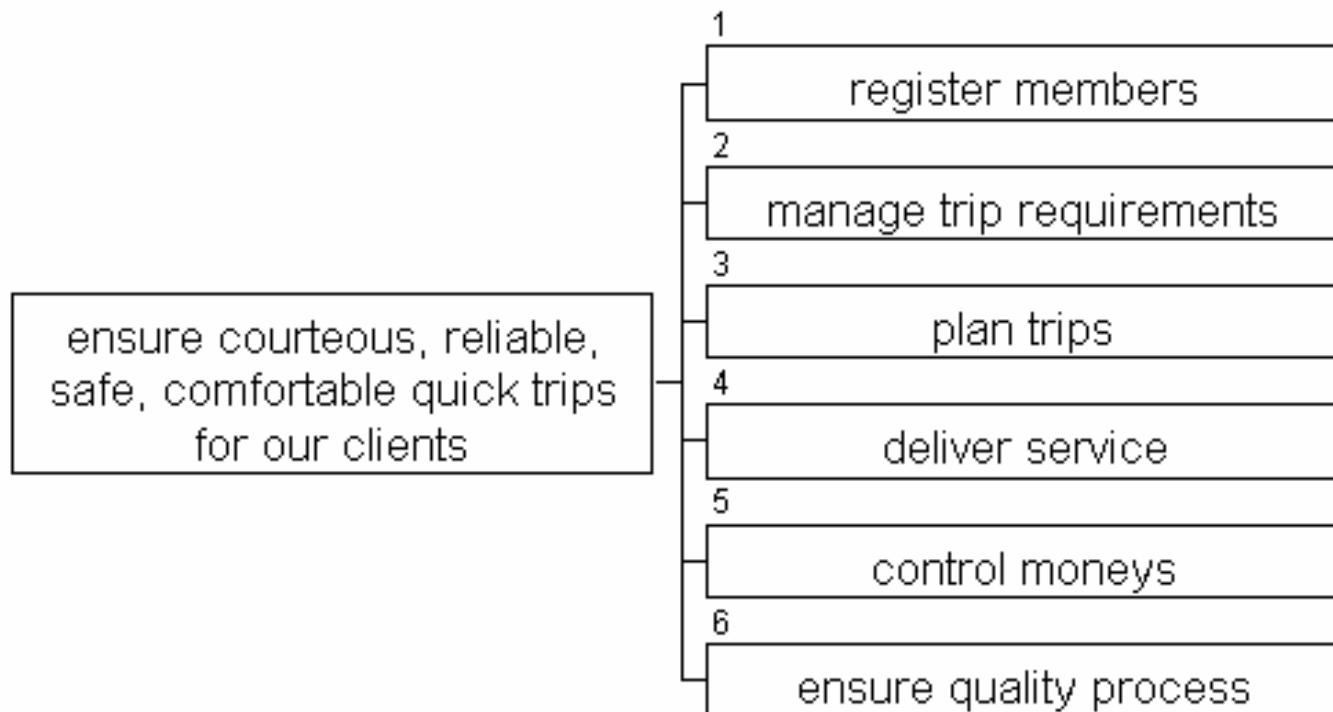 1
register members
2
manage trip requirements
3
plan trips
ensure courteous, reliable,
safe, comfortable quick trips
for our clients
4
deliver service
5
control moneys
6
ensure quality process